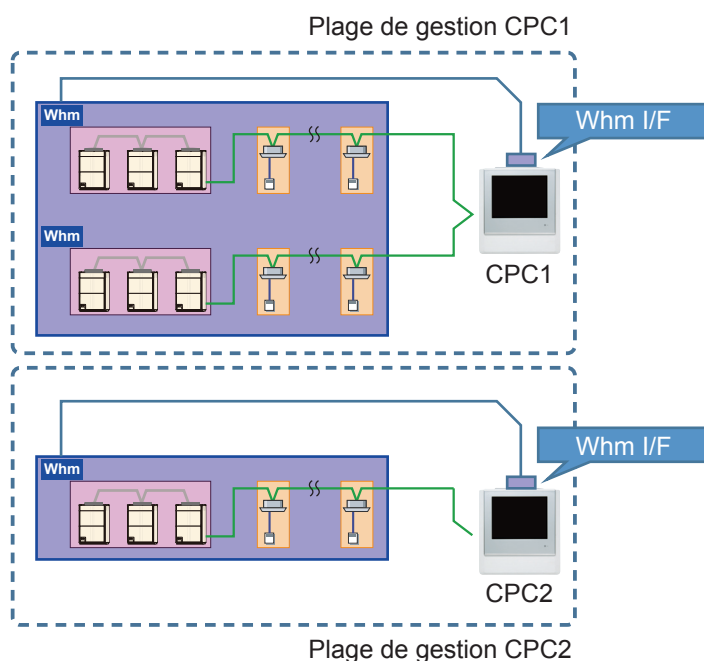 Plage de gestion CPC1
Whm
Whm I/F
Whm
CPC1
Whm
Whm I/F
CPC2
Plage de gestion CPC2